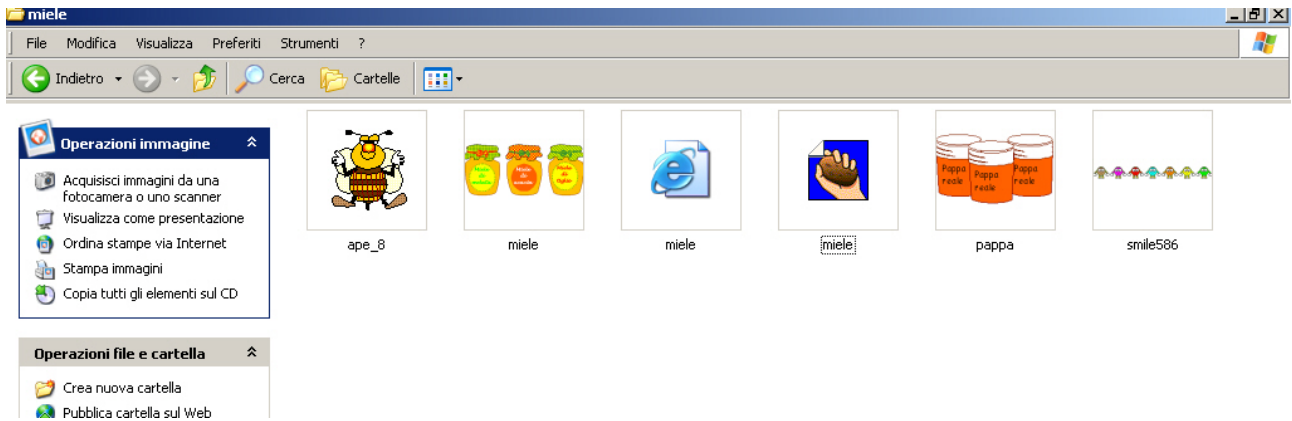 miele
File Modifica Visualizza Preferiti Strumenti ?
Indietro Cerca Cartelle
Operazioni immagine
Acquisisci immagini da una
fotocamera o uno scanner
Visualizza come presentazione
Ordina stampe via Internet
Stampa immagini
Copia tutti gli elementi sul CD
Operazioni file e cartella
Crea nuova cartella
Pubblica cartella sul Web
Pappa
reale
Pappa
reale
Pappa
reale
ape_8 miele miele miele pappa smile586